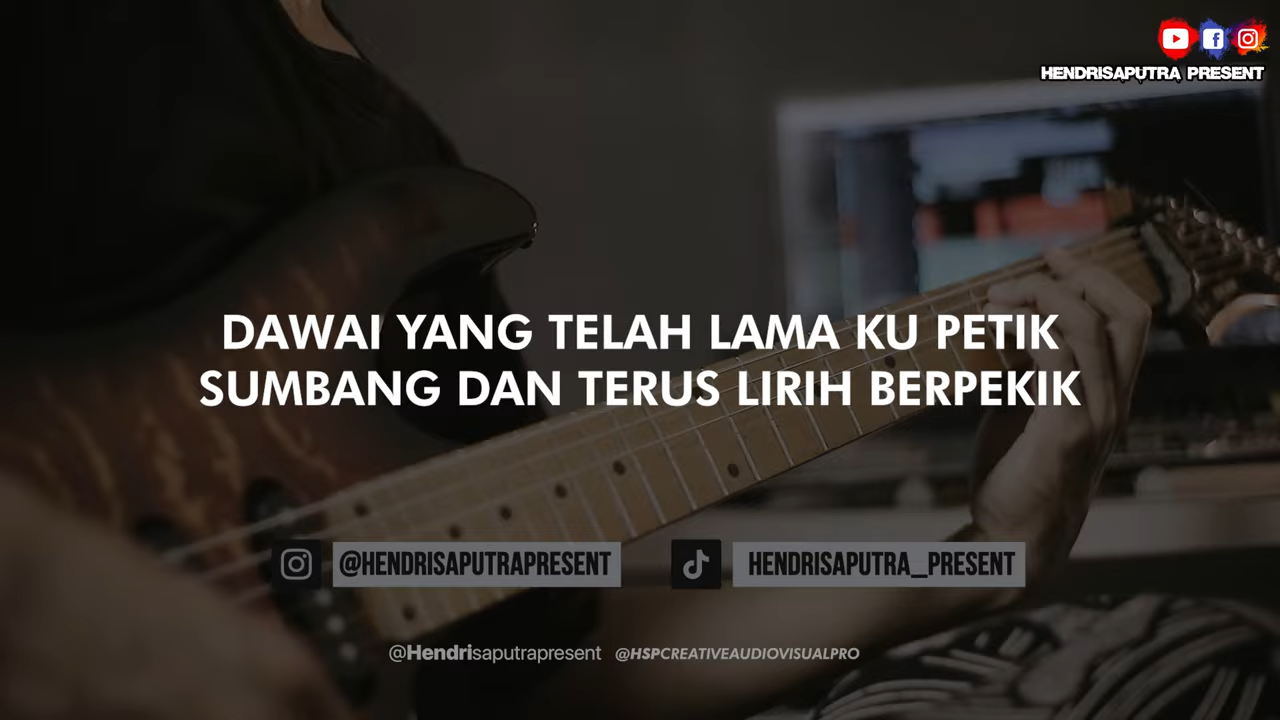 HENDRISAPUTRA PRESENT
DAWAI YANG TELAH LAMA KU PETIK
SUMBANG DAN TERUS LIRIH BERPEKIK
@HENDRISAPUTRAPRESENT
HENDRISAPUTRA_PRESENT
@Hendrisaputrapresent @HSPCREATIVEAUDIOVISUALPRO